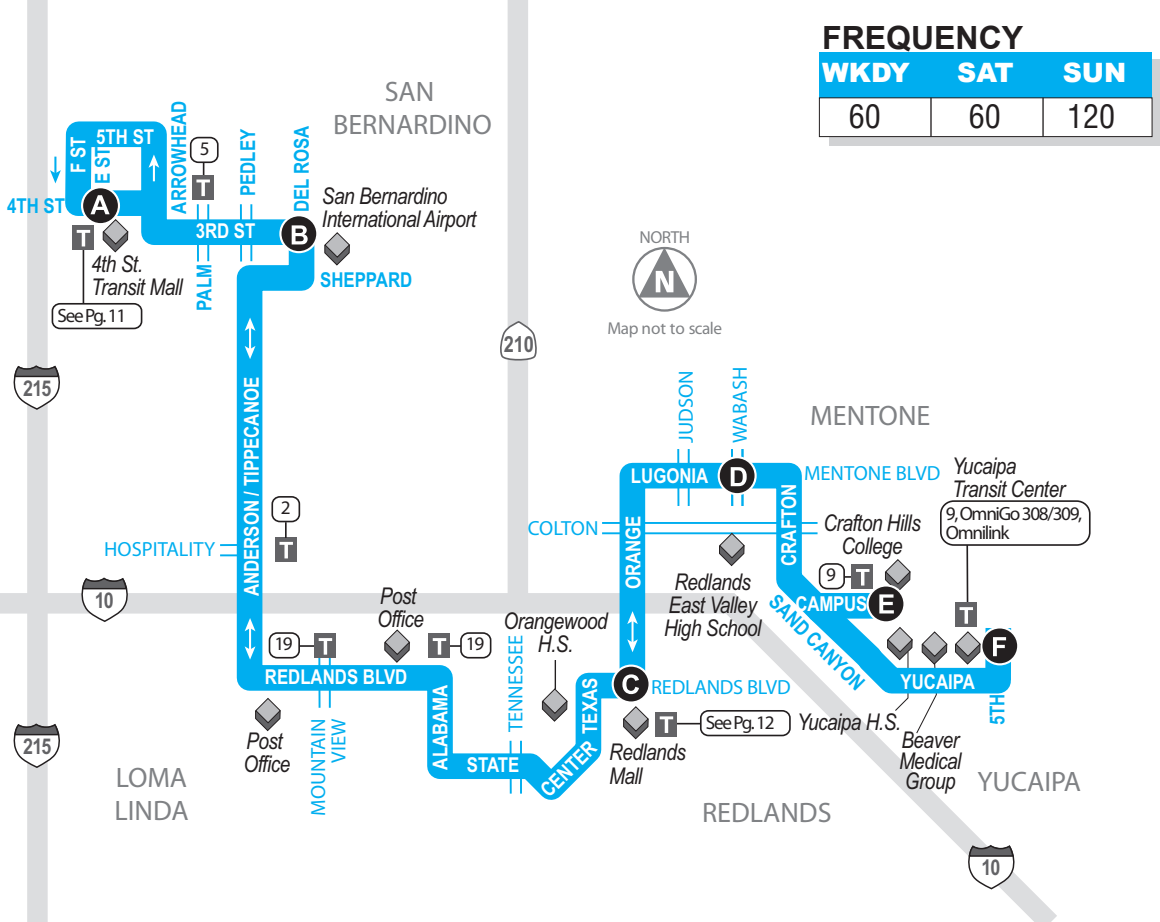 FREQUENCY
WKDY SAT SUN
60 60 120
SAN
BERNARDINO
5TH ST
F ST
E ST
4TH ST
A
ARROWHEAD
5
T
PEDLEY
DEL ROSA
San Bernardino
International Airport
3RD ST
B
T
4th St.
Transit Mall
See Pg. 11
PALM
SHEPPARD
NORTH
N
Map not to scale
210
215
ANDERSON / TIPPECANOE
JUDSON
WABASH
MENTONE
LUGONIA
D
MENTONE BLVD
Yucaipa
Transit Center
9, OmniGo 308/309,
Omnilink
T
2
T
HOSPITALITY
COLTON
ORANGE
CRAFTON
Crafton Hills
College
9
T
Redlands
East Valley
High School
CAMPUS
E
SAND CANYON
10
Post
Office
Orangewood
H.S.
19
T
T
19
TENNESSEE
F
REDLANDS BLVD
TEXAS
C
REDLANDS BLVD
YUCAIPA
5TH
Post
Office
MOUNTAIN
VIEW
ALABAMA
STATE
CENTER
T
See Pg. 12
Redlands
Mall
Yucaipa H.S.
Beaver
Medical
Group
215
LOMA
LINDA
REDLANDS
YUCAIPA
10